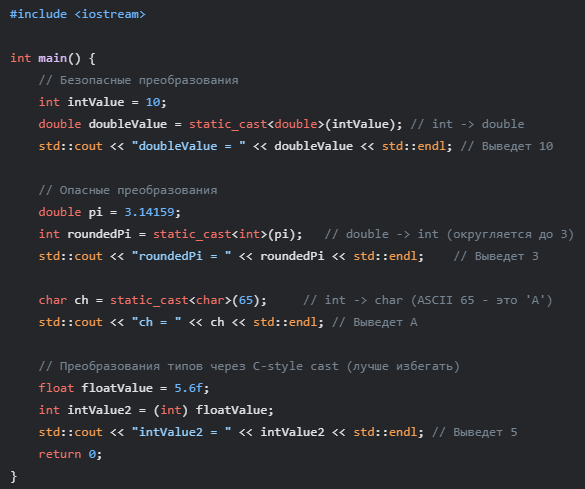 #include <iostream>

int main() {
    // Безопасные преобразования
    int intValue = 10;
    double doubleValue = static_cast<double>(intValue); // int -> double
    std::cout << "doubleValue = " << doubleValue << std::endl; // Выведет 10

    // Опасные преобразования
    double pi = 3.14159;
    int roundedPi = static_cast<int>(pi);   // double -> int (округляется до 3)
    std::cout << "roundedPi = " << roundedPi << std::endl;    // Выведет 3

    char ch = static_cast<char>(65);     // int -> char (ASCII 65 - это 'A')
    std::cout << "ch = " << ch << std::endl; // Выведет A

    // Преобразования типов через C-style cast (лучше избегать)
    float floatValue = 5.6f;
    int intValue2 = (int) floatValue;
    std::cout << "intValue2 = " << intValue2 << std::endl; // Выведет 5
    return 0;
}